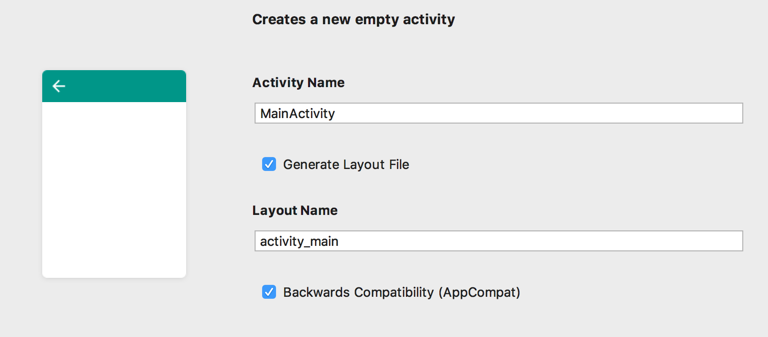 Creates a new empty activity
Activity Name
MainActivity
Generate Layout File
Layout Name
activity_main
Backwards Compatibility (AppCompat)